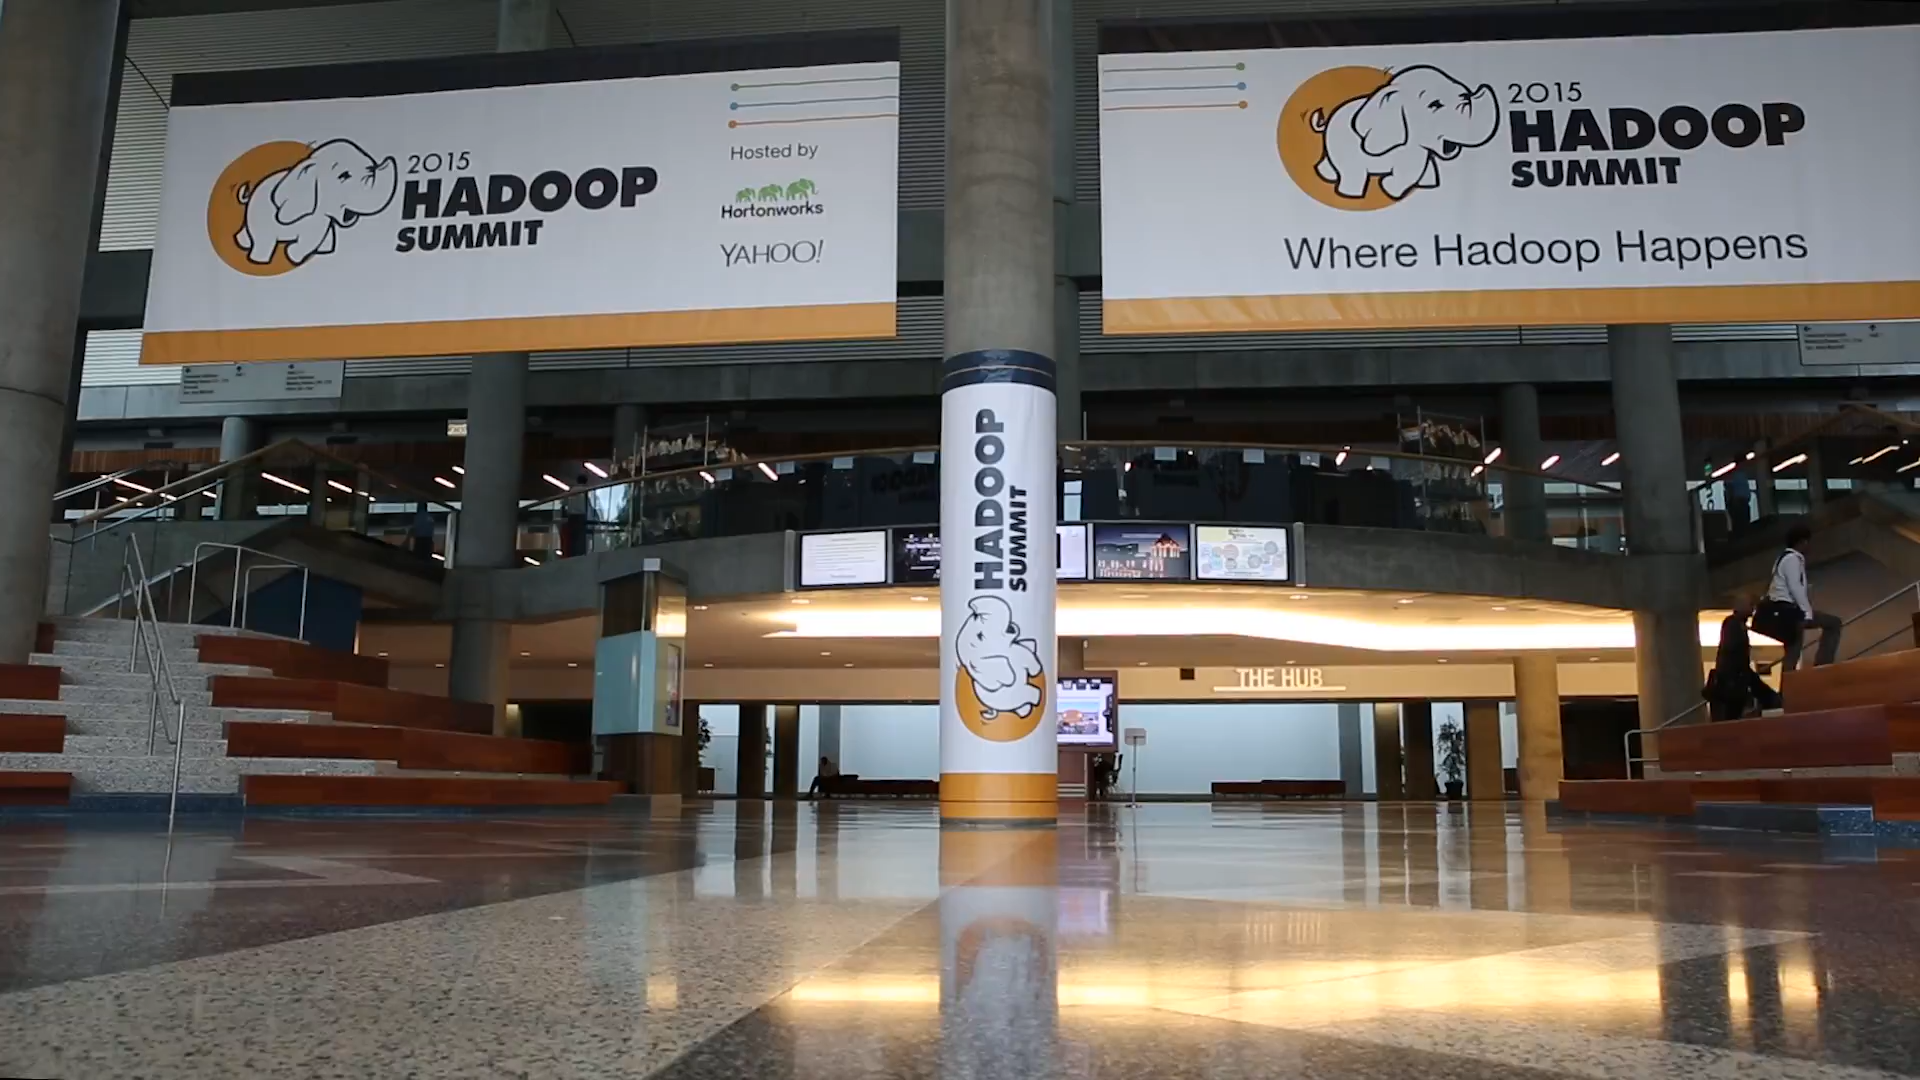 2015
HADOOP
SUMMIT
Hosted by
Hortonworks
YAHOO!
2015
HADOOP
SUMMIT
Where Hadoop Happens
HADOOP
SUMMIT
THE HUB